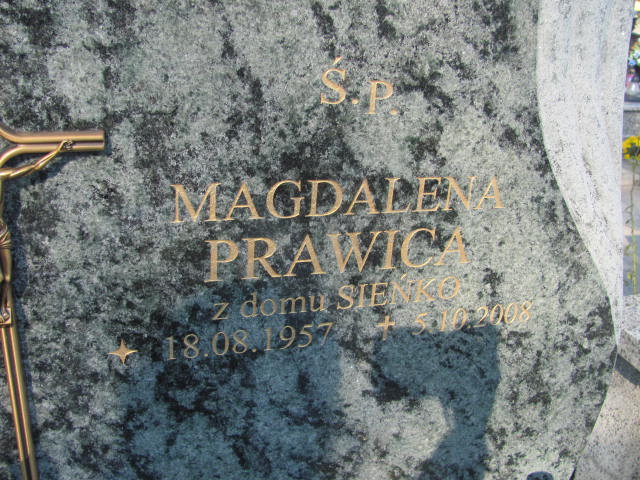 Ś.P.
MAGDALENA
PRAWICA
z domu SIEŃKO
18.08.1957 5.10.2008